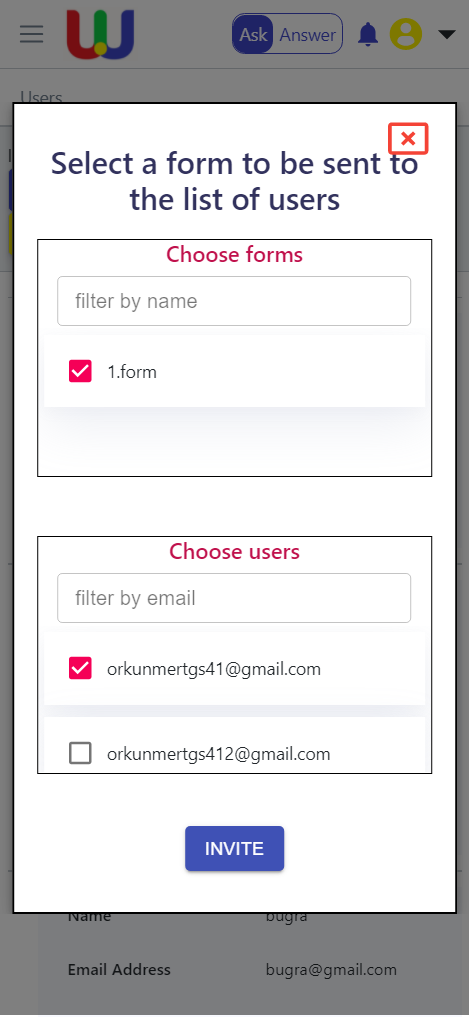 Ask Answer
Users
Select a form to be sent to
the list of users
Choose forms
filter by name
1.form
Choose users
filter by email
orkunmertgs41@gmail.com
orkunmertgs412@gmail.com
INVITE
Name bugra
Email Address bugra@gmail.com